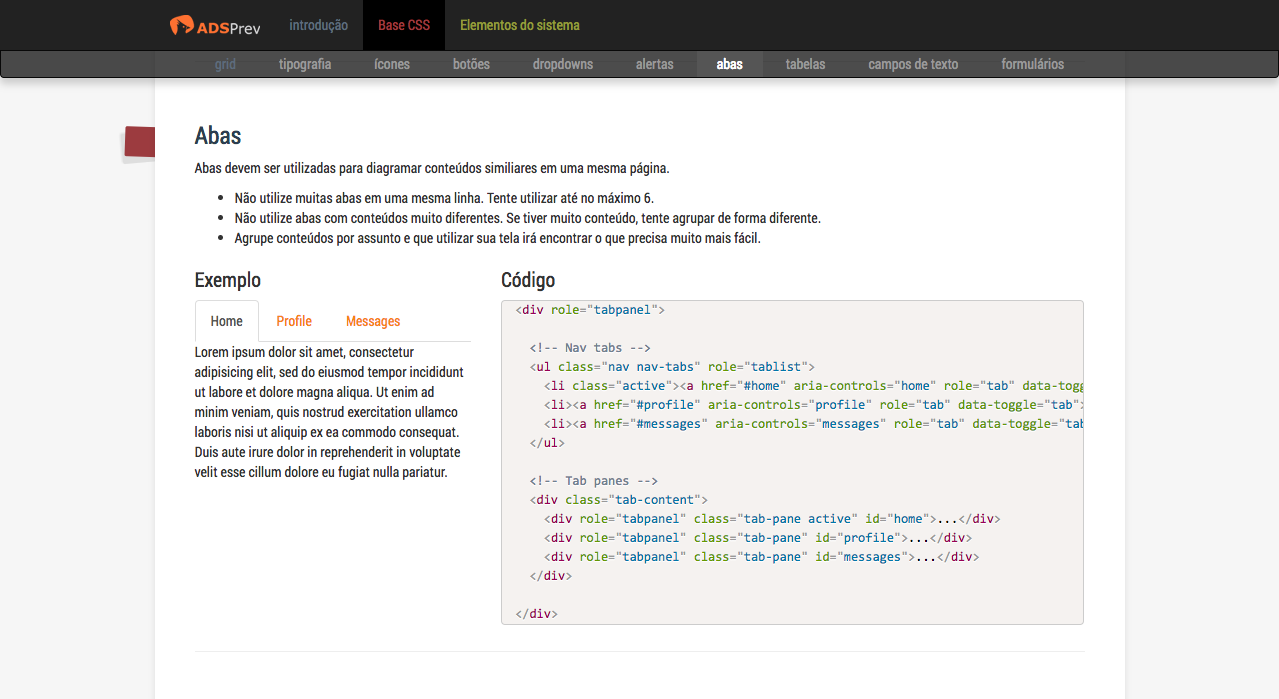 ADSPrev introdução Base CSS Elementos do sistema
grid tipografia ícones botões dropdowns alertas abas tabelas campos de texto formulários
Abas
Abas devem ser utilizadas para diagramar conteúdos similiares em uma mesma página.
• Não utilize muitas abas em uma mesma linha. Tente utilizar até no máximo 6.
• Não utilize abas com conteúdos muito diferentes. Se tiver muito conteúdo, tente agrupar de forma diferente.
• Agrupe conteúdos por assunto e que utilizar sua tela irá encontrar o que precisa muito mais fácil.
Exemplo
Home Profile Messages
Lorem ipsum dolor sit amet, consectetur
adipisicing elit, sed do eiusmod tempor incididunt
ut labore et dolore magna aliqua. Ut enim ad
minim veniam, quis nostrud exercitation ullamco
laboris nisi ut aliquip ex ea commodo consequat.
Duis aute irure dolor in reprehenderit in voluptate
velit esse cillum dolore eu fugiat nulla pariatur.
Código
<div role="tabpanel">
<!-- Nav tabs -->
<ul class="nav nav-tabs" role="tablist">
<li class="active"><a href="#home" aria-controls="home" role="tab" data-togg
<li><a href="#profile" aria-controls="profile" role="tab" data-toggle="tab">
<li><a href="#messages" aria-controls="messages" role="tab" data-toggle="tab
</ul>
<!-- Tab panes -->
<div class="tab-content">
<div role="tabpanel" class="tab-pane active" id="home">...</div>
<div role="tabpanel" class="tab-pane" id="profile">...</div>
<div role="tabpanel" class="tab-pane" id="messages">...</div>
</div>
</div>